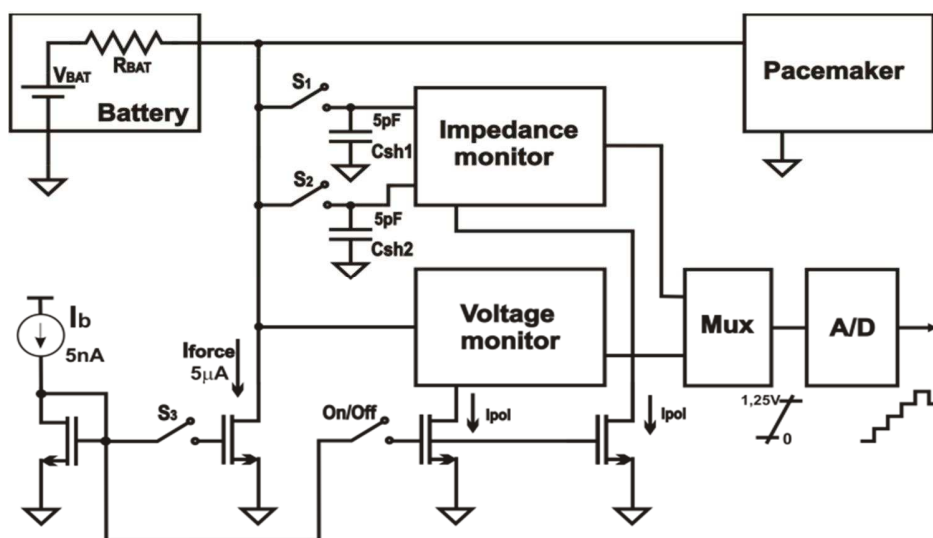 VBAT
RBAT
Battery
Pacemaker
S1
5pF
Csh1
Impedance
monitor
S2
5pF
Csh2
Ib
5nA
Iforce
5µA
Voltage
monitor
Mux
A/D
S3
On/Off
Ipol
Ipol
1,25V
0